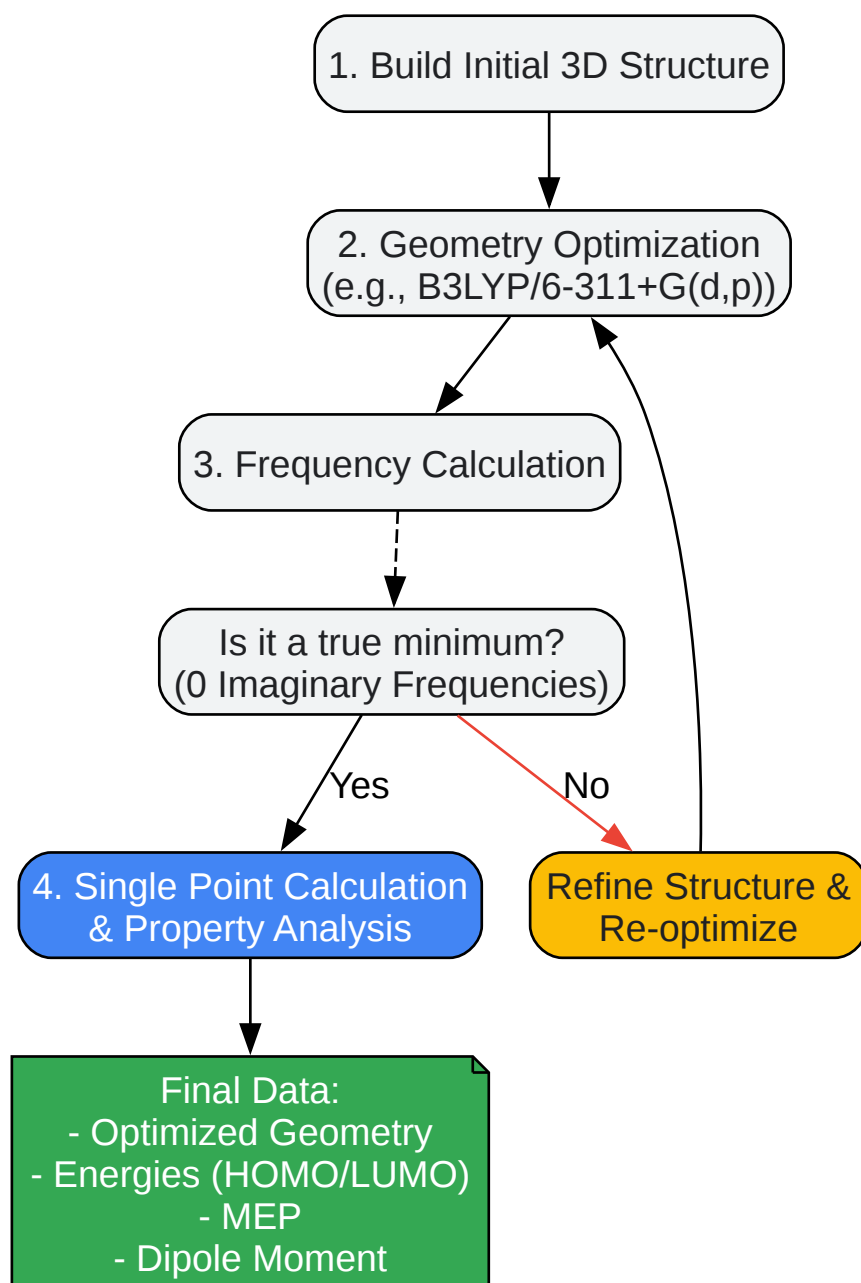 1. Build Initial 3D Structure
2. Geometry Optimization
(e.g., B3LYP/6-311+G(d,p))
3. Frequency Calculation
Is it a true minimum?
(0 Imaginary Frequencies)
Yes
No
4. Single Point Calculation
& Property Analysis
Refine Structure &
Re-optimize
Final Data:
- Optimized Geometry
- Energies (HOMO/LUMO)
- MEP
- Dipole Moment